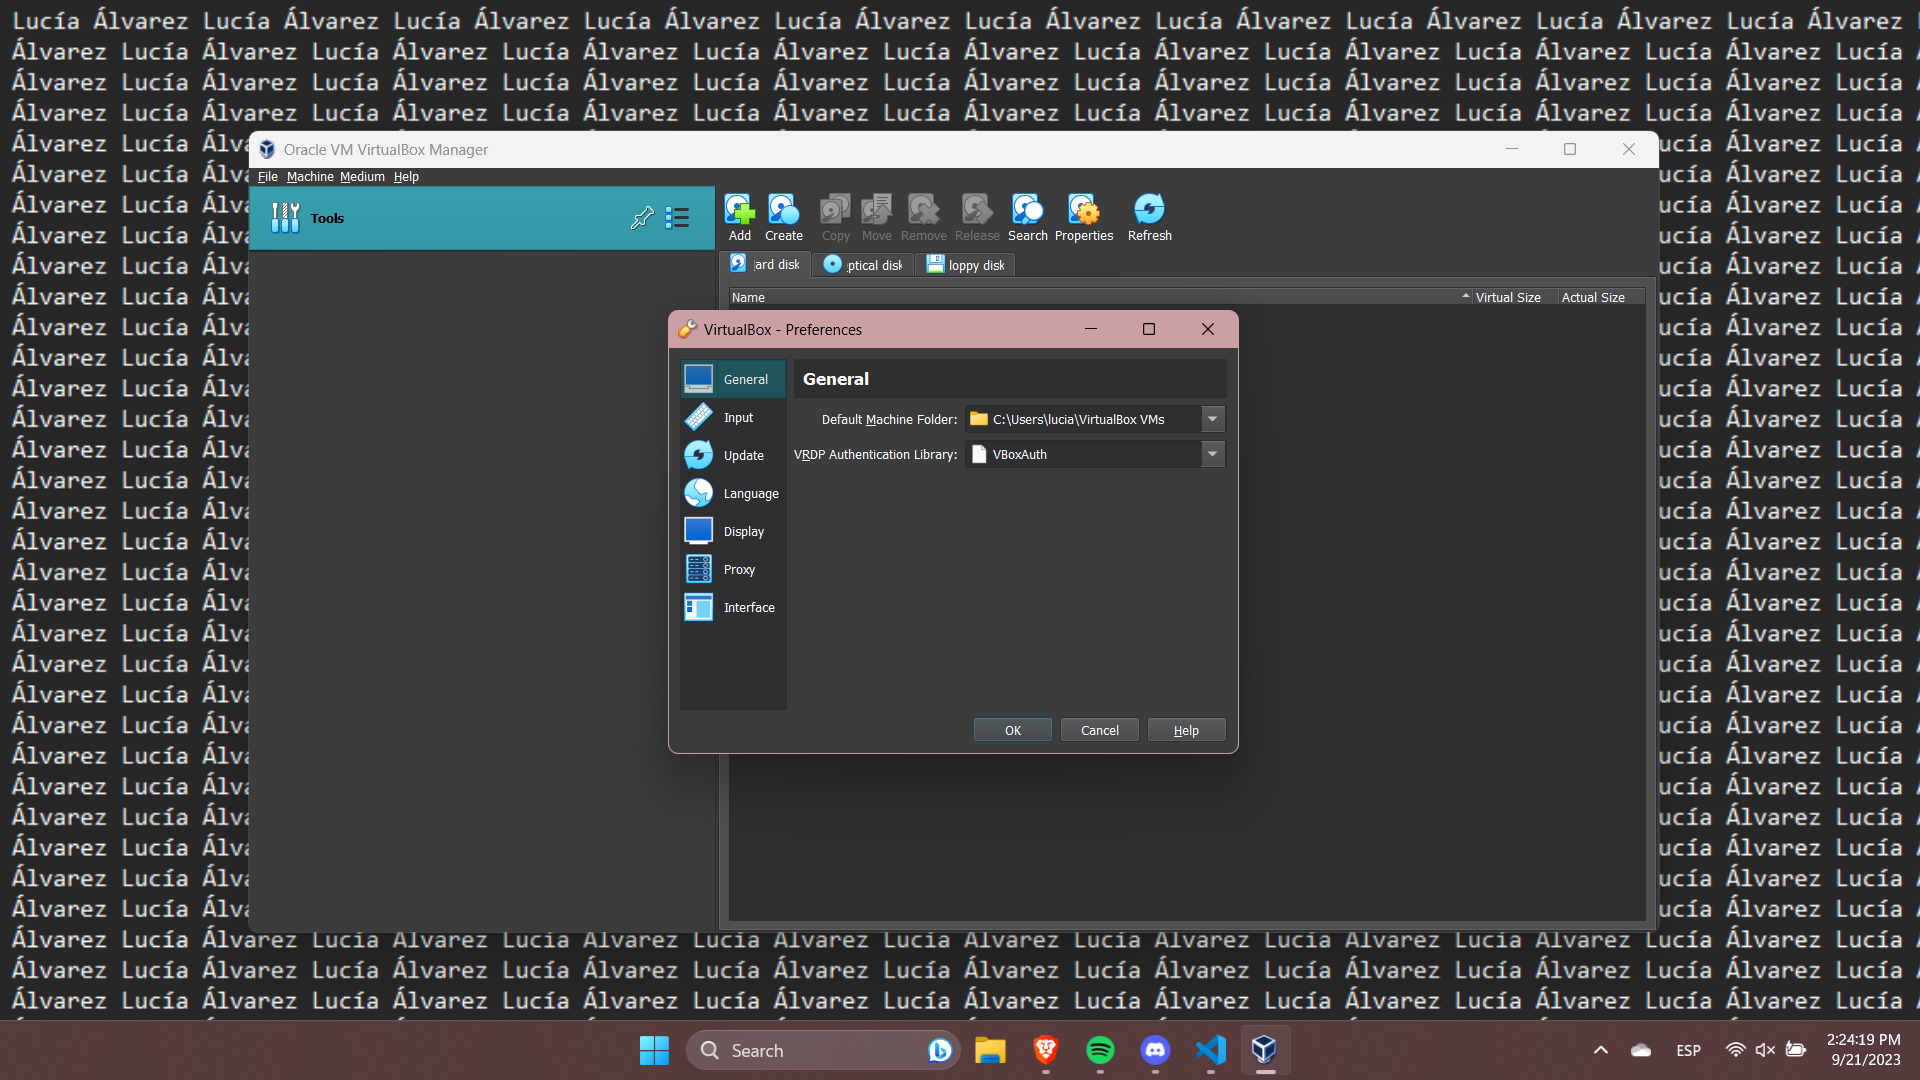 Lucía Álvarez Lucía Álvarez Lucía Álvarez Lucía Álvarez Lucía Álvarez Lucía Álvarez Lucía Álvarez Lucía Álvarez Lucía Álvarez Lucía Álvarez
Álvarez Lucía Álvarez Lucía Álvarez Lucía Álvarez Lucía Álvarez Lucía Álvarez Lucía Álvarez Lucía Álvarez Lucía Álvarez Lucía Álvarez Lucía
Álvarez Lucía Álvarez Lucía Álvarez Lucía Álvarez Lucía Álvarez Lucía Álvarez Lucía Álvarez Lucía Álvarez Lucía Álvarez Lucía Álvarez Lucía
Álvarez Lucía Álvarez Lucía Álvarez Lucía Álvarez Lucía Álvarez Lucía Álvarez Lucía Álvarez Lucía Álvarez Lucía Álvarez Lucía Álvarez Lucía
Oracle VM VirtualBox Manager
File Machine Medium Help
Tools
Add Create Copy Move Remove Release Search Properties Refresh
ard disk ptical disk loppy disk
Name Virtual Size Actual Size
VirtualBox - Preferences
General
Input
Update
Language
Display
Proxy
Interface
General
Default Machine Folder: C:\Users\lucia\VirtualBox VMs
VRDP Authentication Library: VBoxAuth
OK Cancel Help
Álvarez Lucía Álvarez Lucía Álvarez Lucía Álvarez Lucía Álvarez Lucía Álvarez Lucía Álvarez Lucía Álvarez Lucía Álvarez Lucía Álvarez Lucía
Álvarez Lucía Álvarez Lucía Álvarez Lucía Álvarez Lucía Álvarez Lucía Álvarez Lucía Álvarez Lucía Álvarez Lucía Álvarez Lucía Álvarez Lucía
Álvarez Lucía Álvarez Lucía Álvarez Lucía Álvarez Lucía Álvarez Lucía Álvarez Lucía Álvarez Lucía Álvarez Lucía Álvarez Lucía Álvarez Lucía
Search
ESP
2:24:19 PM
9/21/2023